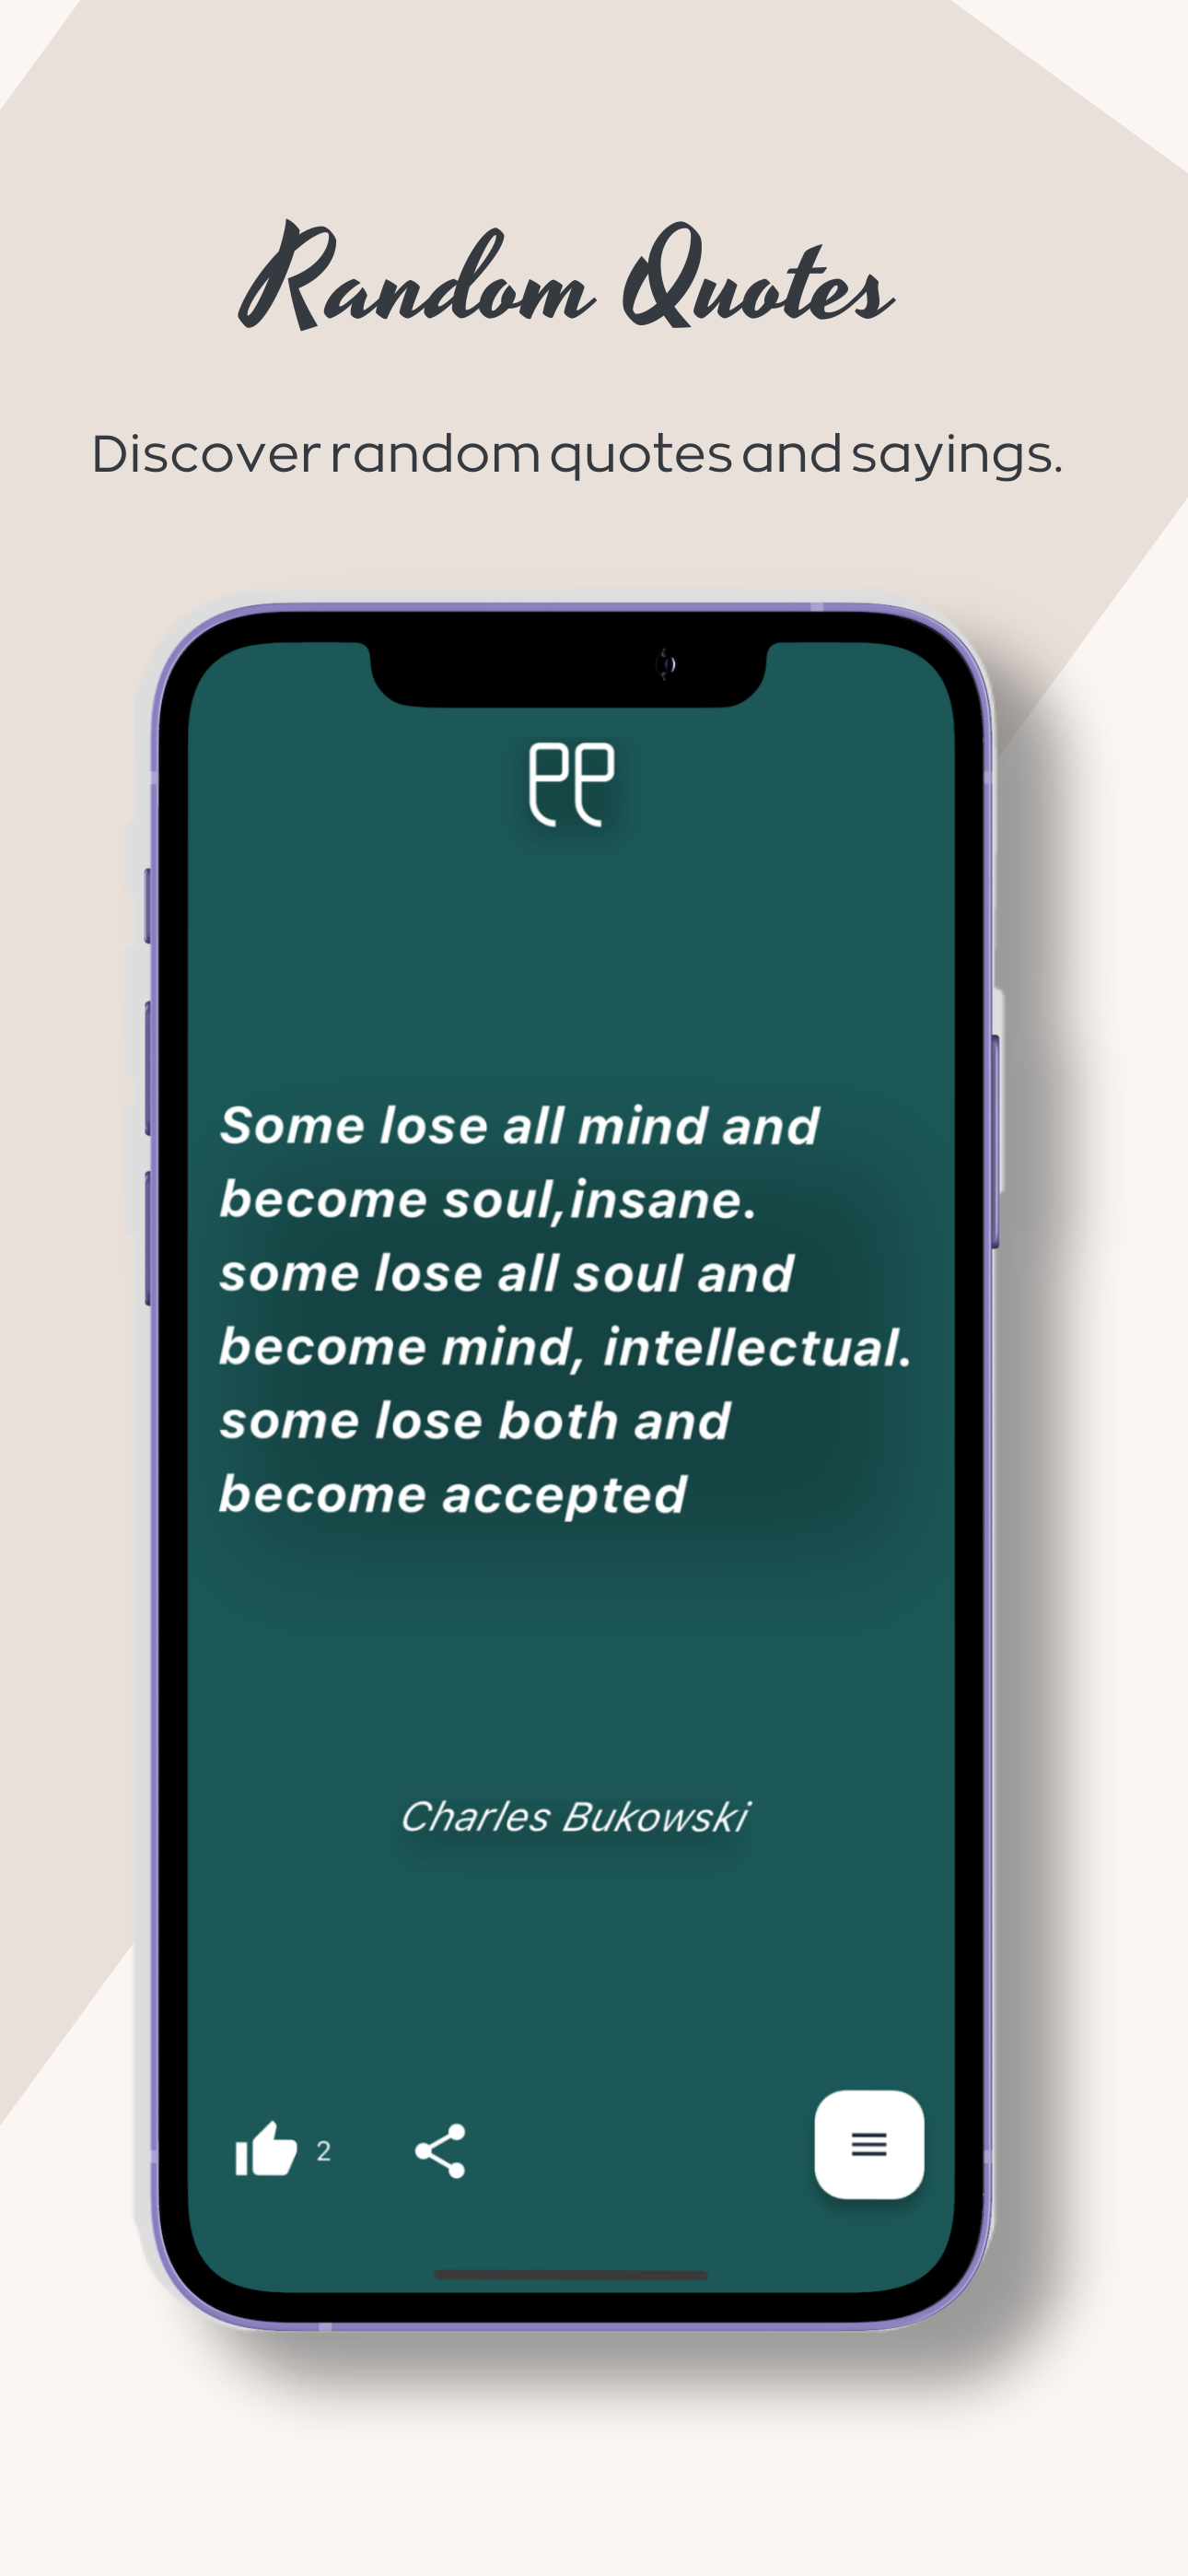 Random Quotes
Discover random quotes and sayings.
Some lose all mind and
become soul,insane.
some lose all soul and
become mind, intellectual.
some lose both and
become accepted
Charles Bukowski
2